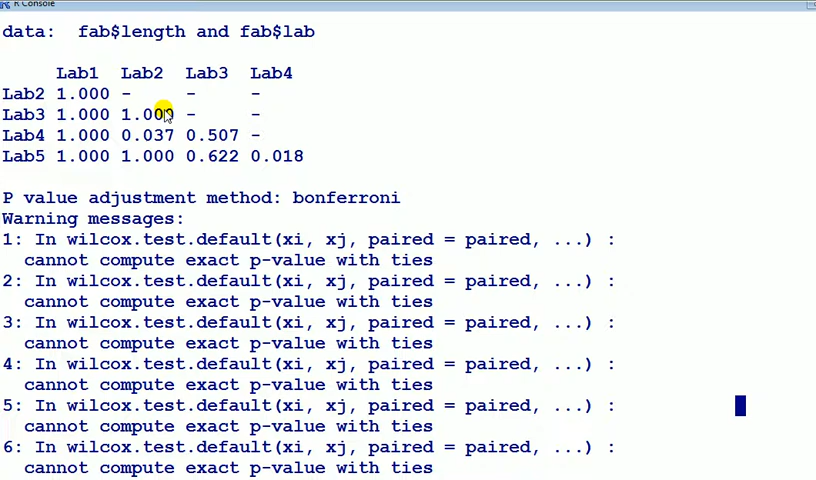 R Console
data:  fab$length and fab$lab
     Lab1  Lab2  Lab3  Lab4
Lab2 1.000 -     -     -
Lab3 1.000 1.000 -     -
Lab4 1.000 0.037 0.507 -
Lab5 1.000 1.000 0.622 0.018
P value adjustment method: bonferroni
Warning messages:
1: In wilcox.test.default(xi, xj, paired = paired, ...) :
  cannot compute exact p-value with ties
2: In wilcox.test.default(xi, xj, paired = paired, ...) :
  cannot compute exact p-value with ties
3: In wilcox.test.default(xi, xj, paired = paired, ...) :
  cannot compute exact p-value with ties
4: In wilcox.test.default(xi, xj, paired = paired, ...) :
  cannot compute exact p-value with ties
5: In wilcox.test.default(xi, xj, paired = paired, ...) :
  cannot compute exact p-value with ties
6: In wilcox.test.default(xi, xj, paired = paired, ...) :
  cannot compute exact p-value with ties